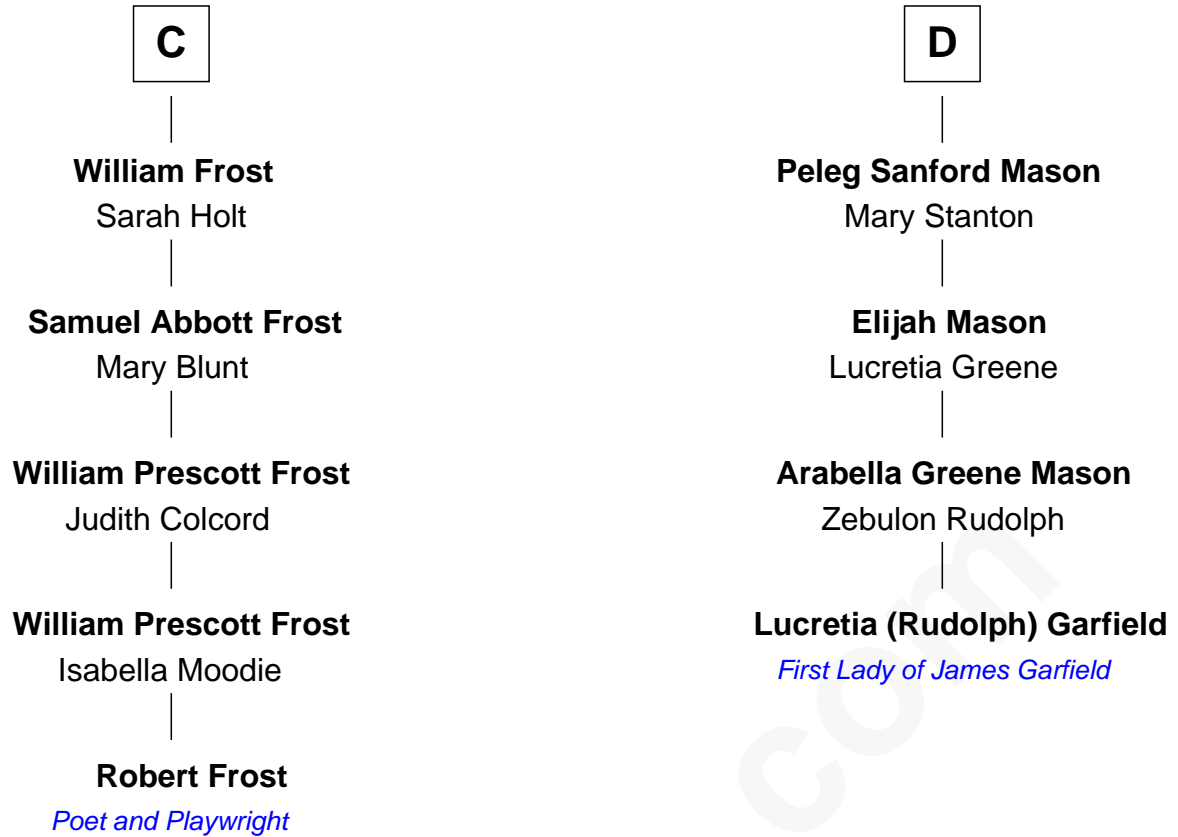 C
William Frost
Sarah Holt
Samuel Abbott Frost
Mary Blunt
William Prescott Frost
Judith Colcord
William Prescott Frost
Isabella Moodie
Robert Frost
Poet and Playwright
D
Peleg Sanford Mason
Mary Stanton
Elijah Mason
Lucretia Greene
Arabella Greene Mason
Zebulon Rudolph
Lucretia (Rudolph) Garfield
First Lady of James Garfield
com